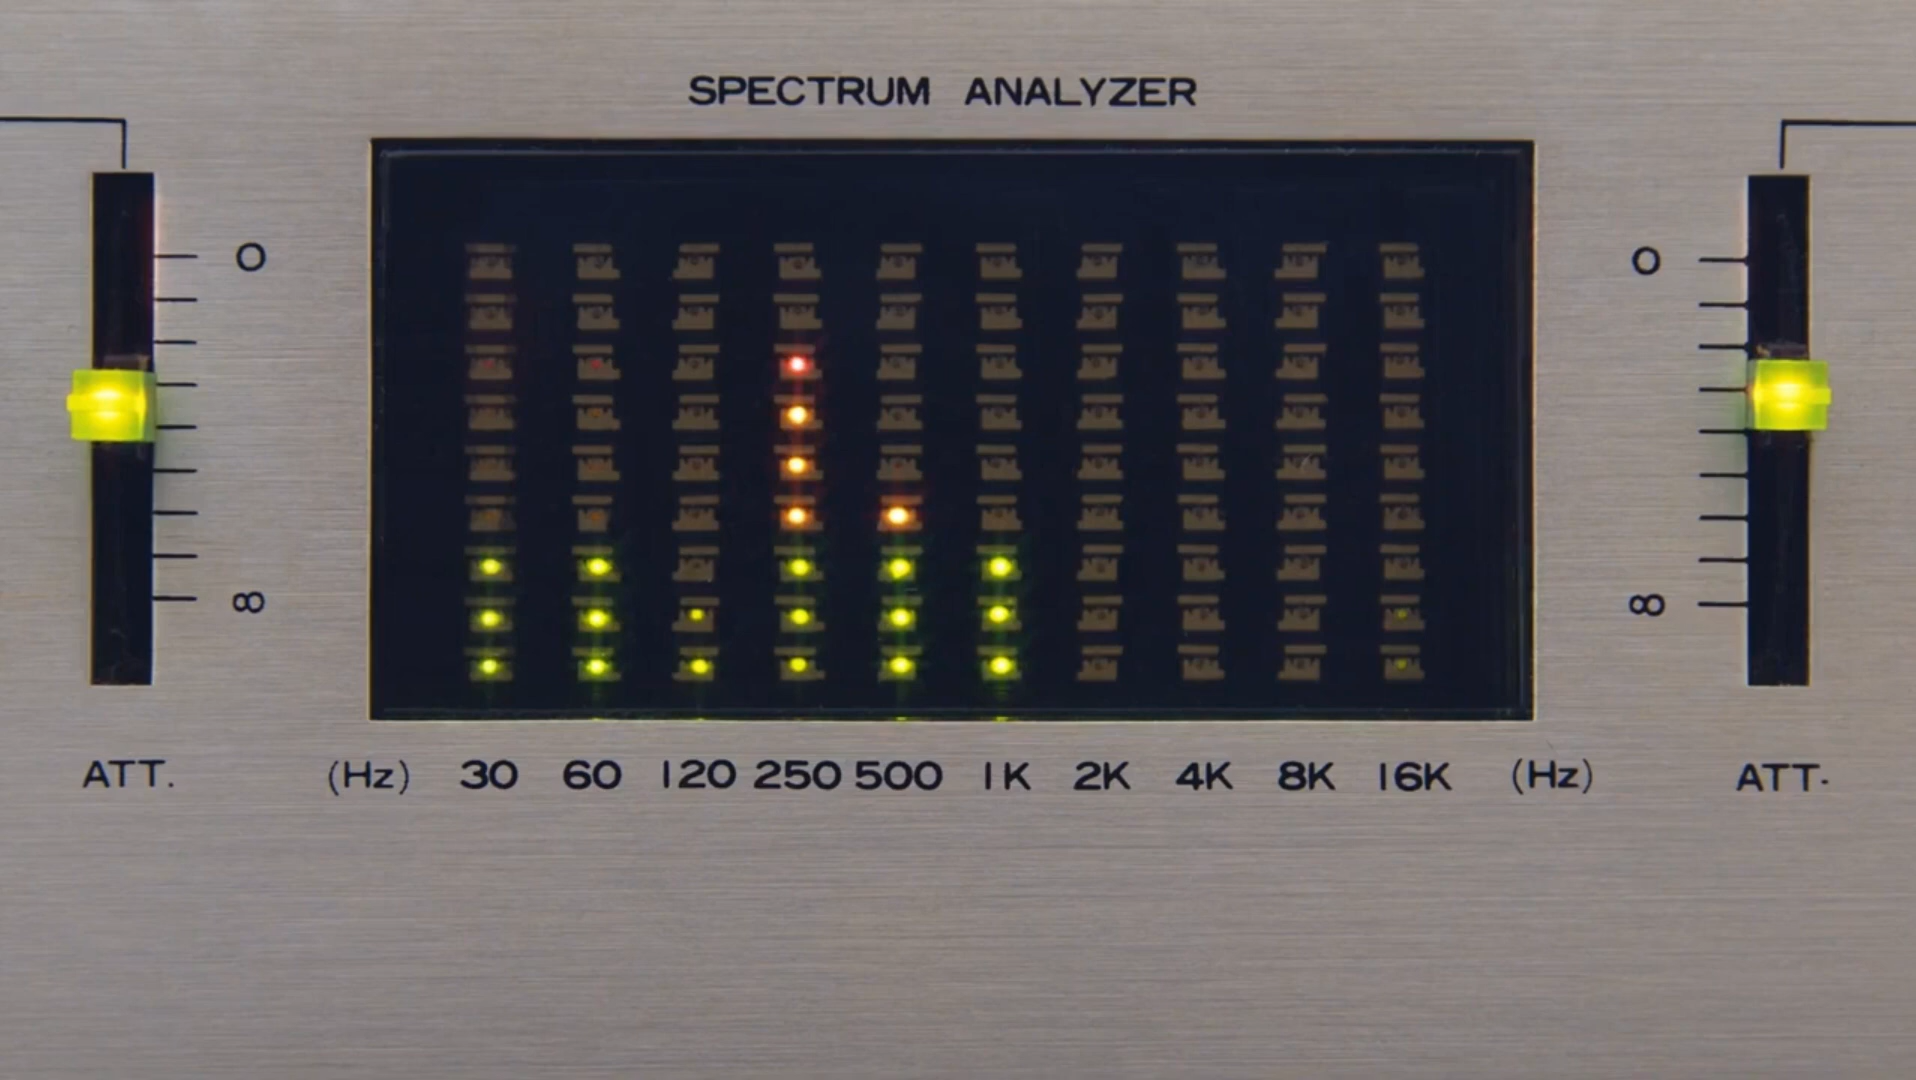 SPECTRUM ANALYZER
0 0
∞ ∞
ATT. (Hz) 30 60 120 250 500 1K 2K 4K 8K 16K (Hz) ATT.